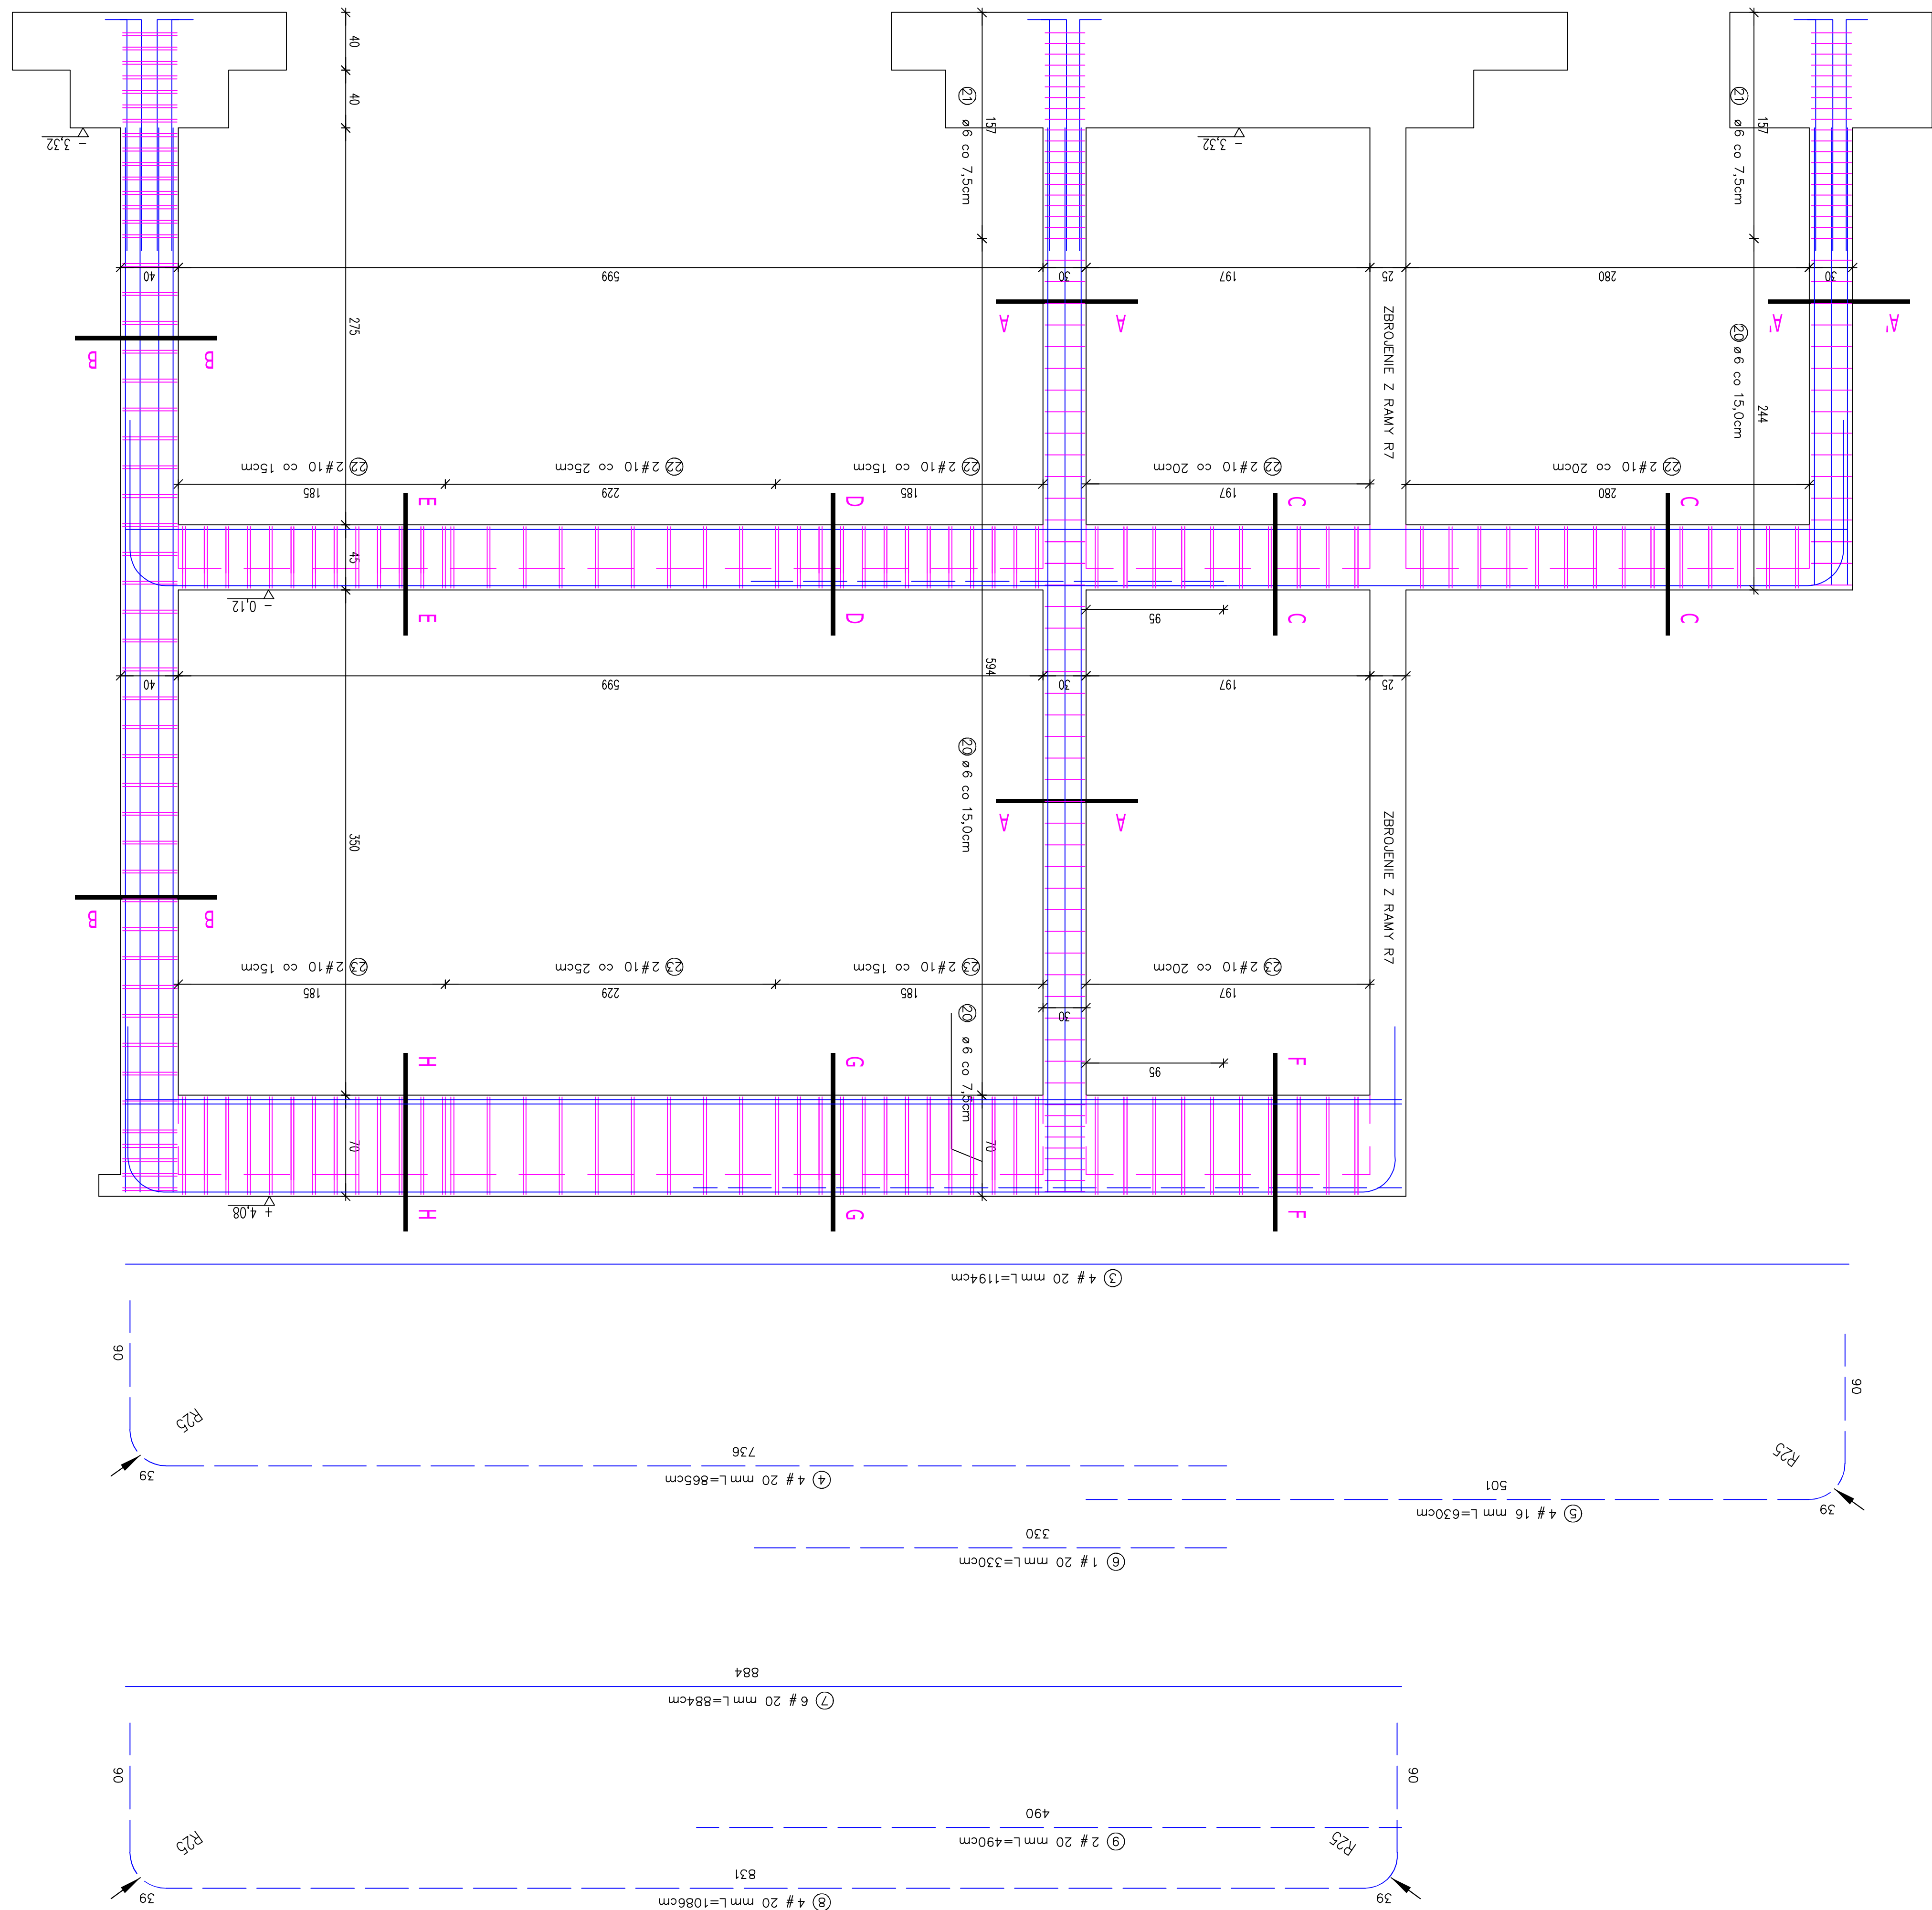 40
40
157
157
21 ø6 co 7,5cm
21 ø6 co 7,5cm
- 3,32
- 3,32
40
599
30
197
25
280
30
A
A
A'
A'
B
B
275
ZBROJENIE Z RAMY R7
20 ø6 co 15,0cm
244
22 2#10 co 15cm
22 2#10 co 25cm
22 2#10 co 15cm
22 2#10 co 20cm
22 2#10 co 20cm
185
229
185
197
280
E
D
C
C
45
- 0,12
E
D
C
C
95
594
40
599
30
197
25
20 ø6 co 15,0cm
A
A
350
ZBROJENIE Z RAMY R7
B
B
23 2#10 co 15cm
23 2#10 co 25cm
23 2#10 co 15cm
23 2#10 co 20cm
185
229
185
197
30
20 ø6 co 7,5cm
95
H
G
F
70
70
+ 4,08
H
G
F
3 4 # 20 mm L=1194cm
90
90
R25
R25
736
39
4 4 # 20 mm L=865cm
501
39
5 4 # 16 mm L=630cm
330
6 1 # 20 mm L=330cm
884
7 6 # 20 mm L=884cm
90
90
490
R25
R25
9 2 # 20 mm L=490cm
831
39
39
8 4 # 20 mm L=1086cm